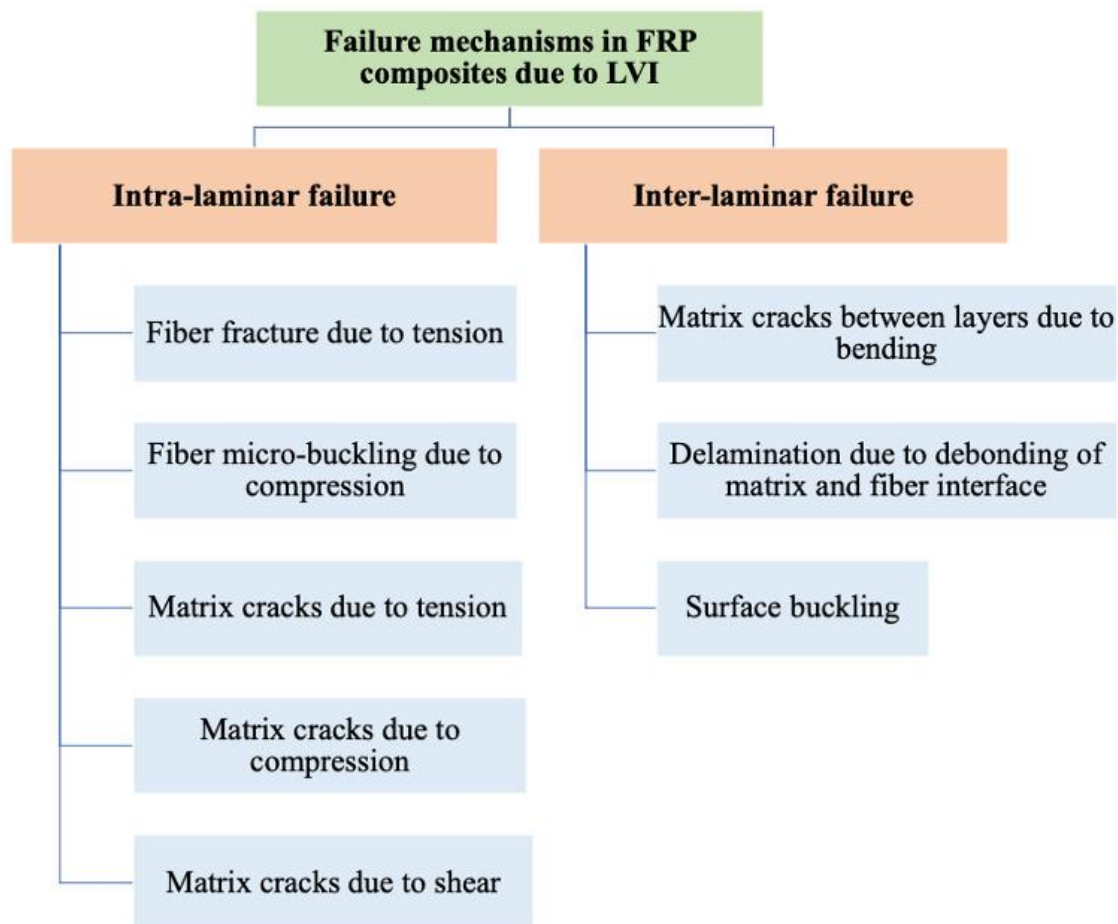 Failure mechanisms in FRP
composites due to LVI
Intra-laminar failure
Fiber fracture due to tension
Fiber micro-buckling due to
compression
Matrix cracks due to tension
Matrix cracks due to
compression
Matrix cracks due to shear
Inter-laminar failure
Matrix cracks between layers due to
bending
Delamination due to debonding of
matrix and fiber interface
Surface buckling